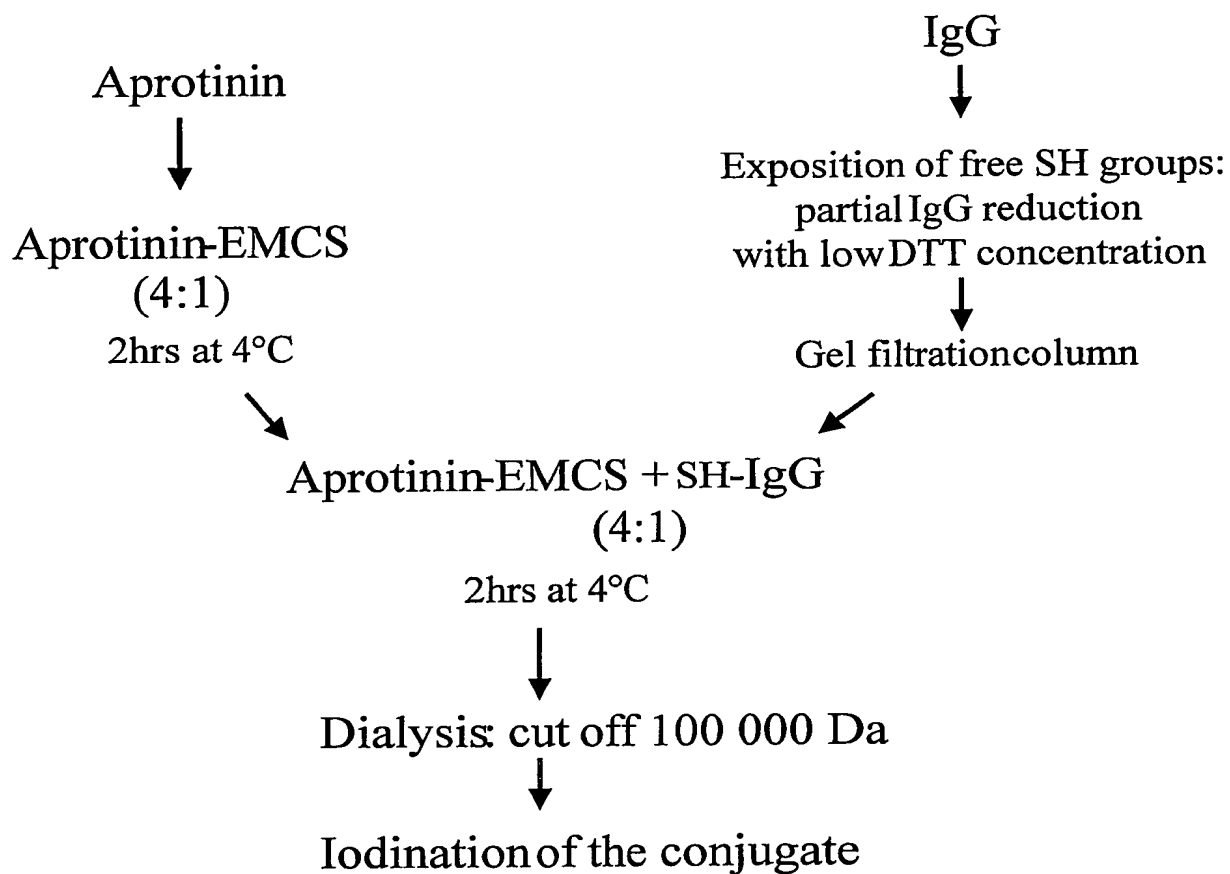 Aprotinin
Aprotinin-EMCS
(4:1)
2hrs at 4°C
IgG
Exposition of free SH groups:
partial IgG reduction
with low DTT concentration
Gel filtrationcolumn
Aprotinin-EMCS + SH-IgG
(4:1)
2hrs at 4°C
Dialysis: cut off 100 000 Da
Iodination of the conjugate